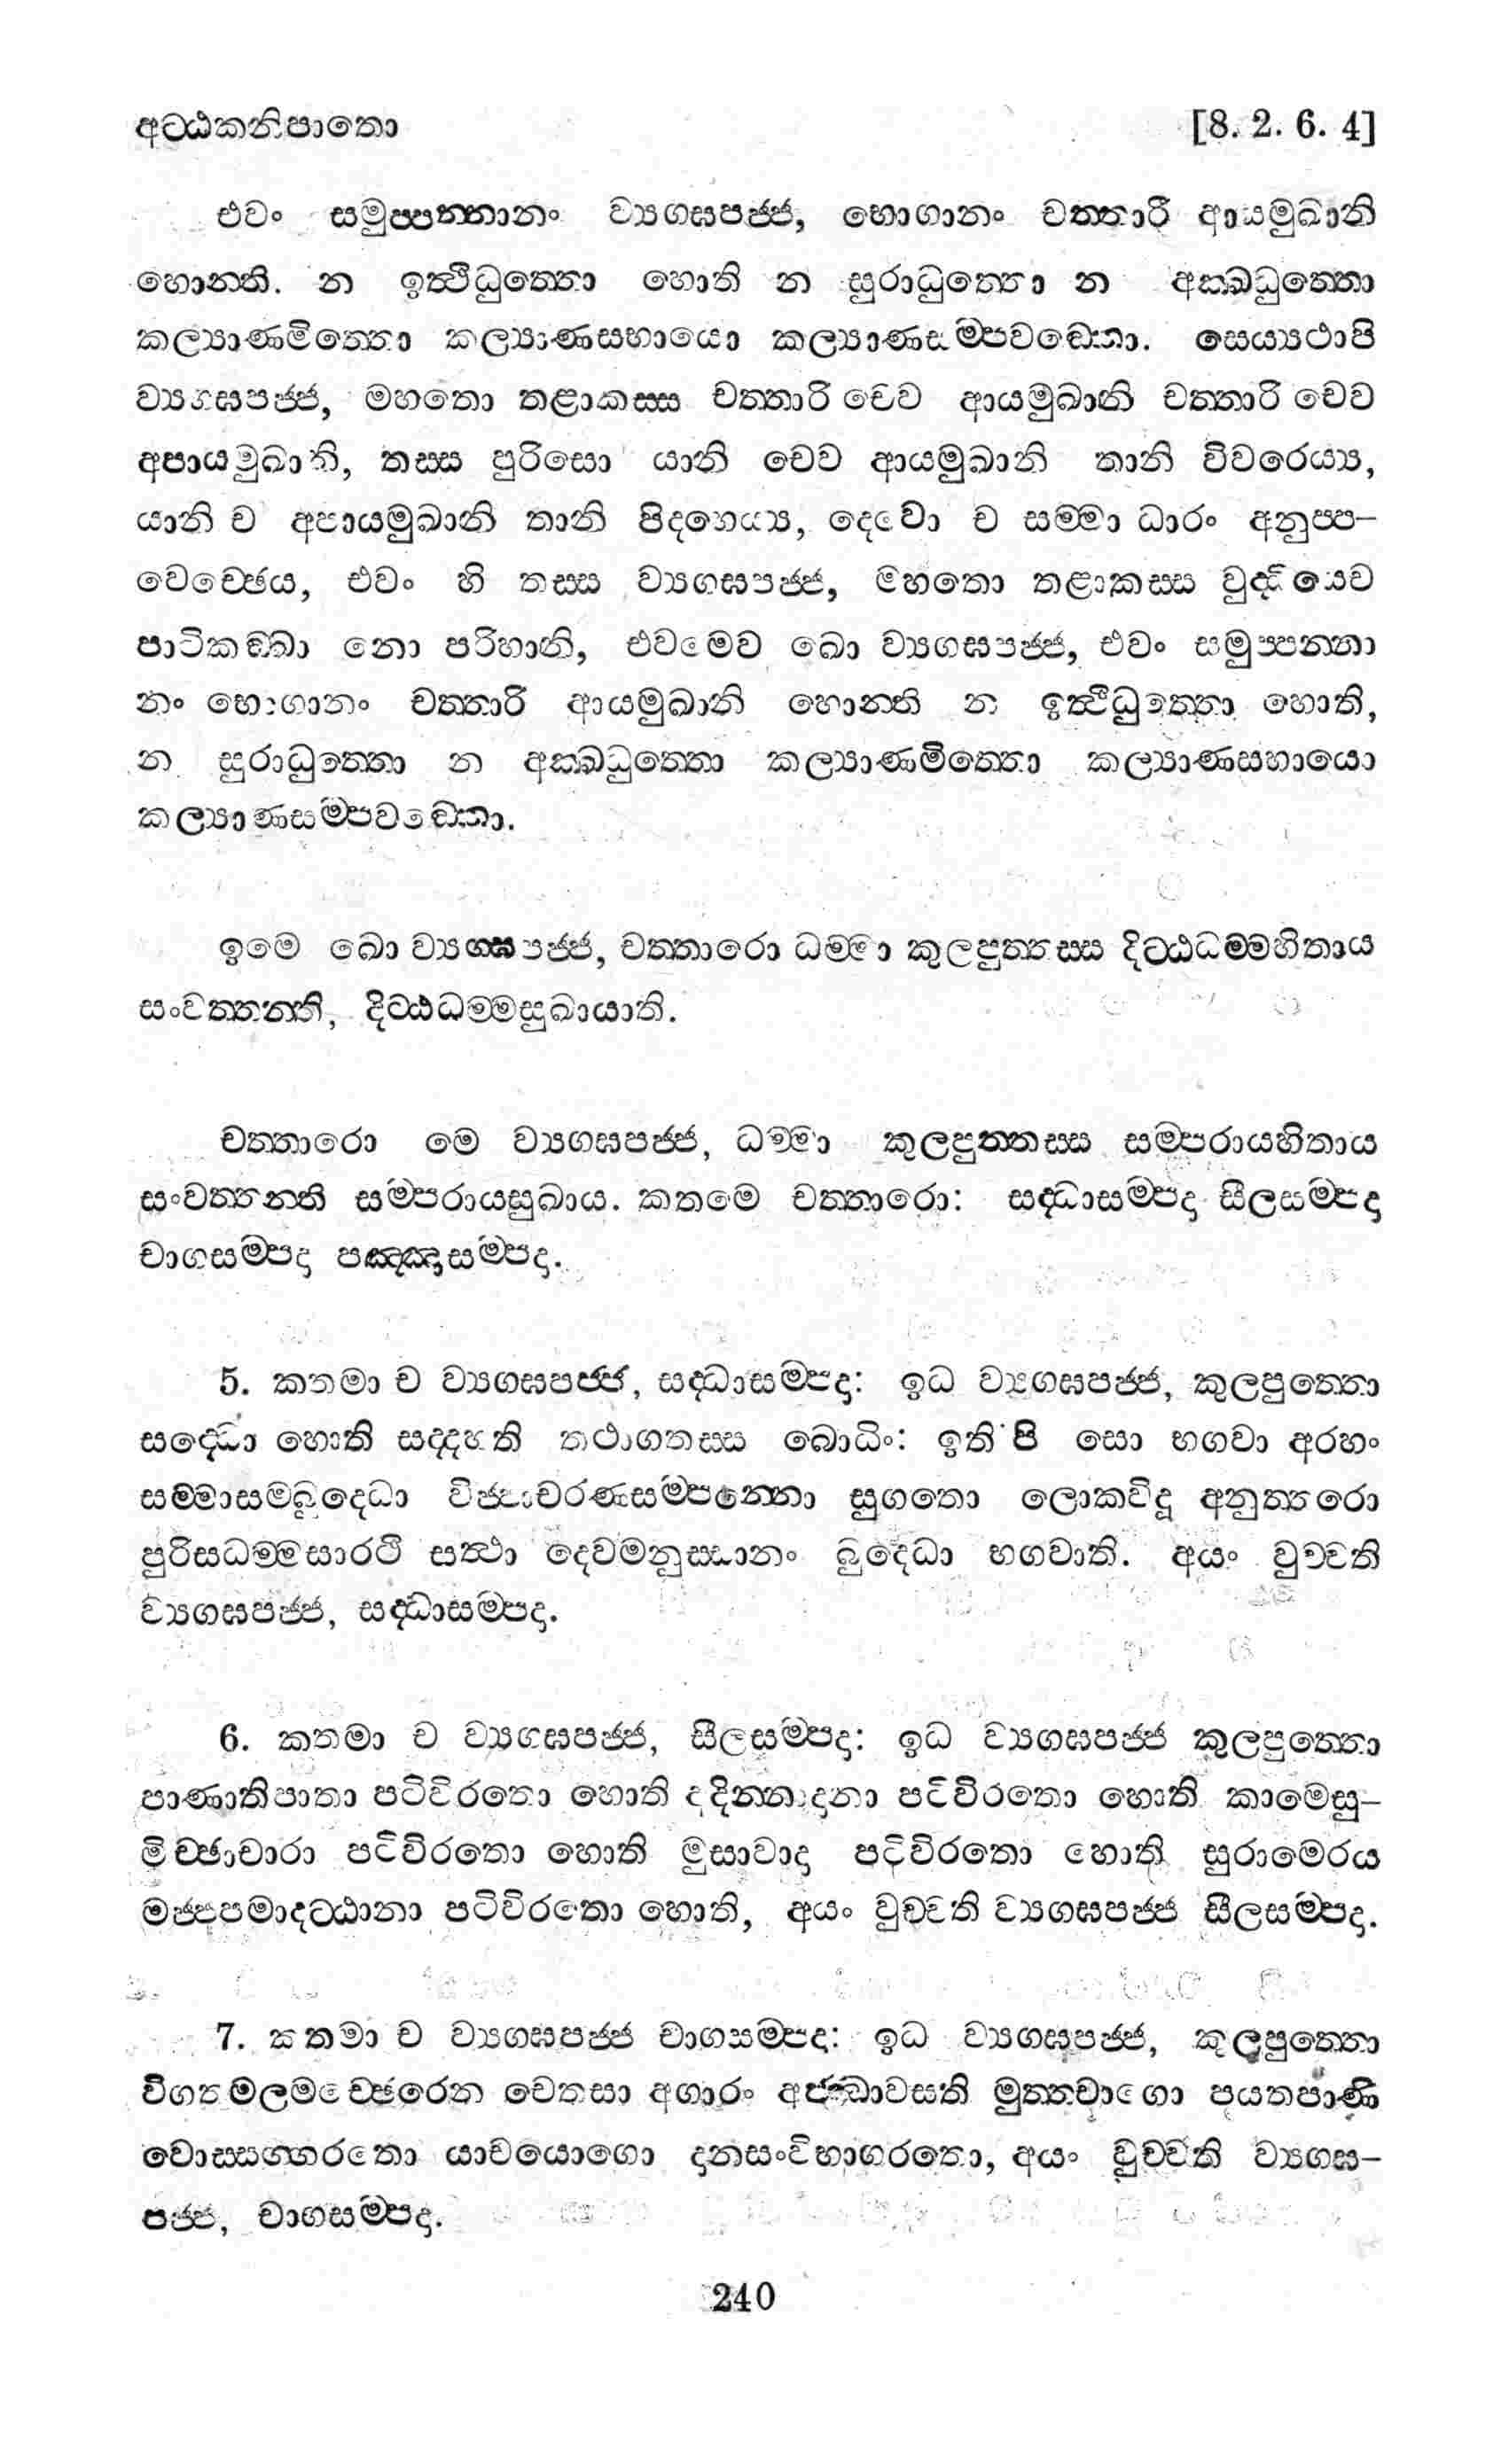 අට්ඨකනිපාතො [8. 2. 6. 4]
එවං සමුප්පන්නානං ව්‍යග්ඝපජ්ජ, භොගානං චත්තාරි ආයමුඛානි
හොන්ති. න ඉත්‍ථිධුත්තො හොති න සුරාධුත්තො න අක්ඛධුත්තො
කල්‍යාණමිත්තො කල්‍යාණසහායො කල්‍යාණසම්පවඞ්කො. සෙය්‍යථාපි
ව්‍යග්ඝපජ්ජ, මහතො තළාකස්ස චත්තාරි චෙව ආයමුඛානි චත්තාරි චෙව
අපායමුඛානි, තස්ස පුරිසො යානි චෙව ආයමුඛානි තානි විවරෙය්‍ය,
යානි ච අපායමුඛානි තානි පිදහෙය්‍ය, දෙවො ච සම්මා ධාරං අනුප්ප-
වෙච්ඡෙය, එවං හි තස්ස ව්‍යග්ඝපජ්ජ, මහතො තළාකස්ස වුද්ධියෙව
පාටිකඞ්ඛා නො පරිහානි, එවමෙව ඛො ව්‍යග්ඝපජ්ජ, එවං සමුප්පන්නා
නං භොගානං චත්තාරි ආයමුඛානි හොන්ති න ඉත්‍ථිධුත්තො හොති,
න සුරාධුත්තො න අක්ඛධුත්තො කල්‍යාණමිත්තො කල්‍යාණසහායො
කල්‍යාණසම්පවඞ්කො.
ඉමෙ ඛො ව්‍යග්ඝපජ්ජ, චත්තාරො ධම්මා කුලපුත්තස්ස දිට්ඨධම්මහිතාය
සංවත්තන්ති, දිට්ඨධම්මසුඛායාති.
චත්තාරො මෙ ව්‍යග්ඝපජ්ජ, ධම්මා කුලපුත්තස්ස සම්පරායහිතාය
සංවත්තන්ති සම්පරායසුඛාය. කතමෙ චත්තාරො: සද්ධාසම්පදා සීලසම්පදා
චාගසම්පදා පඤ්ඤාසම්පදා.
5. කතමා ච ව්‍යග්ඝපජ්ජ, සද්ධාසම්පදා: ඉධ ව්‍යග්ඝපජ්ජ, කුලපුත්තො
සද්ධො හොති සද්දහති තථාගතස්ස බොධිං: ඉති පි සො භගවා අරහං
සම්මාසම්බුද්ධො විජ්ජාචරණසම්පන්නො සුගතො ලොකවිදූ අනුත්තරො
පුරිසධම්මසාරථි සත්‍ථා දෙවමනුස්සානං බුද්ධො භගවාති. අයං වුච්චති
ව්‍යග්ඝපජ්ජ, සද්ධාසම්පදා.
6. කතමා ච ව්‍යග්ඝපජ්ජ, සීලසම්පදා: ඉධ ව්‍යග්ඝපජ්ජ කුලපුත්තො
පාණාතිපාතා පටිවිරතො හොති දදින්නාදානා පටිවිරතො හොති කාමෙසු-
මිච්ඡාචාරා පටිවිරතො හොති මුසාවාදා පටිවිරතො හොති සුරාමෙරය
මජ්ජපමාදට්ඨානා පටිවිරතො හොති, අයං වුච්චති ව්‍යග්ඝපජ්ජ සීලසම්පදා.
7. කතමා ච ව්‍යග්ඝපජ්ජ චාගසම්පදා: ඉධ ව්‍යග්ඝපජ්ජ, කුලපුත්තො
විගතමලමච්ඡෙරෙන චෙතසා අගාරං අජ්ඣාවසති මුත්තචාගො පයතපාණි
වොස්සග්ගරතො යාචයොගො දානසංවිභාගරතො, අයං වුච්චති ව්‍යග්ඝ-
පජ්ජ, චාගසම්පදා.
240